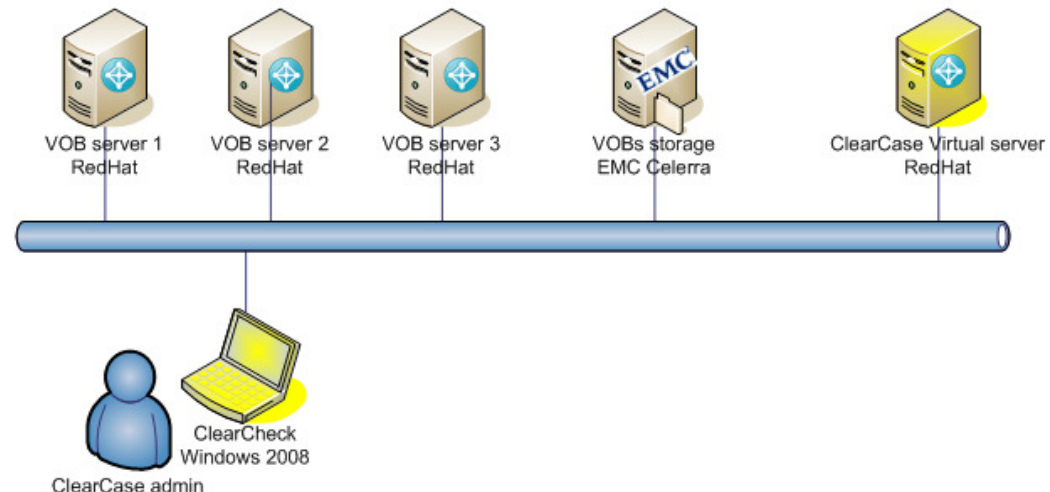 EMC
VOB server 1
RedHat
VOB server 2
RedHat
VOB server 3
RedHat
VOBs storage
EMC Celerra
ClearCase Virtual server
RedHat
ClearCheck
Windows 2008
ClearCase admin